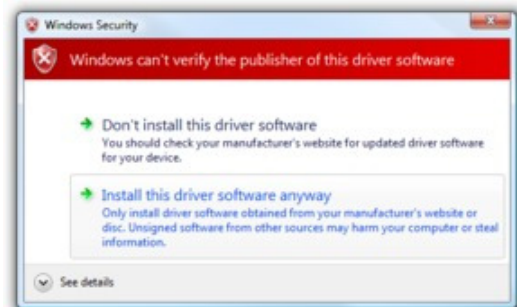 Windows Security
Windows can't verify the publisher of this driver software
Don't install this driver software
You should check your manufacturer's website for updated driver software
for your device.
Install this driver software anyway
Only install driver software obtained from your manufacturer's website or
disc. Unsigned software from other sources may harm your computer or steal
information.
See details